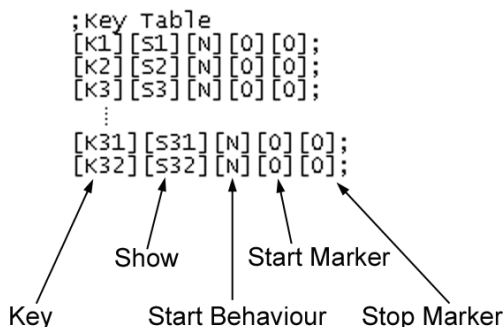 ;Key Table
[K1][S1][N][0][0];
[K2][S2][N][0][0];
[K3][S3][N][0][0];
[K31][S31][N][0][0];
[K32][S32][N][0][0];
Show Start Marker
Key Start Behaviour Stop Marker